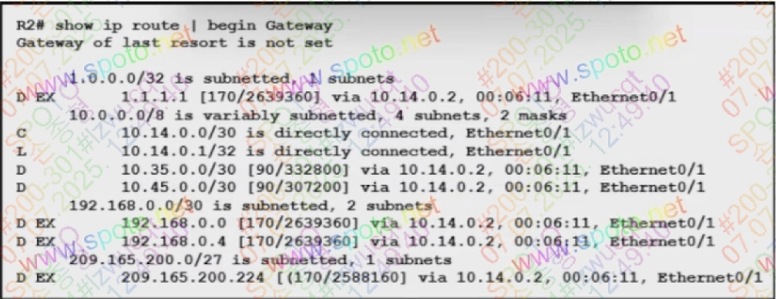 R2# show ip route | begin Gateway
Gateway of last resort is not set
1.0.0.0/32 is subnetted, 1 subnets
D EX 1.1.1.1 [170/2639360] via 10.14.0.2, 00:06:11, Ethernet0/1
10.0.0.0/8 is variably subnetted, 4 subnets, 2 masks
C 10.14.0.0/30 is directly connected, Ethernet0/1
L 10.14.0.1/32 is directly connected, Ethernet0/1
D 10.35.0.0/30 [90/332800] via 10.14.0.2, 00:06:11, Ethernet0/1
D 10.45.0.0/30 [90/307200] via 10.14.0.2, 00:06:11, Ethernet0/1
192.168.0.0/30 is subnetted, 2 subnets
D EX 192.168.0.0 [170/2639360] via 10.14.0.2, 00:06:11, Ethernet0/1
D EX 192.168.0.4 [170/2639360] via 10.14.0.2, 00:06:11, Ethernet0/1
209.165.200.0/27 is subnetted, 1 subnets
D EX 209.165.200.224 [(170/2588160] via 10.14.0.2, 00:06:11, Ethernet0/1
www.spoto.net